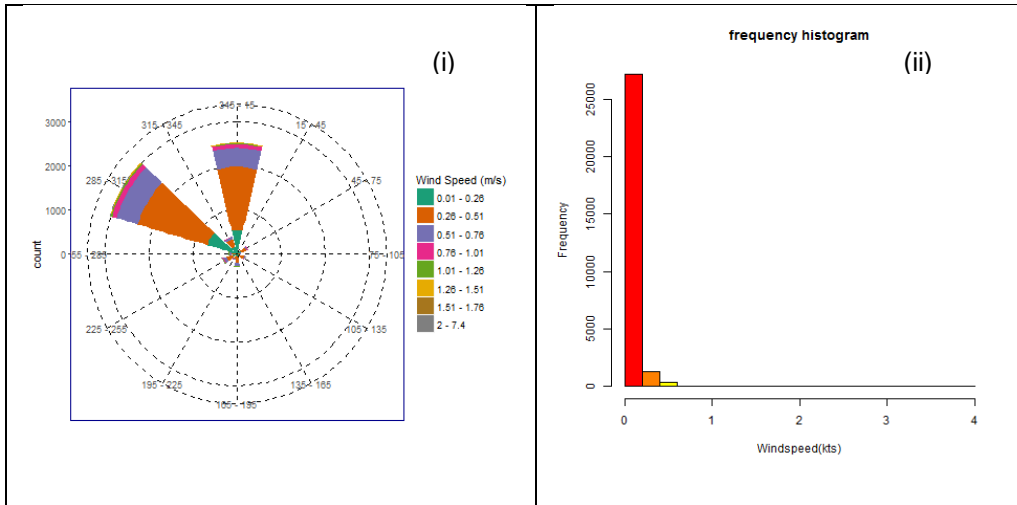 (i)
345 - 15
15 - 45
45 - 75
75 - 105
105 - 135
135 - 165
165 - 195
195 - 225
225 - 255
255 - 285
285 - 315
315 - 345
3000
2000
1000
0
count
Wind Speed (m/s)
0.01 - 0.26
0.26 - 0.51
0.51 - 0.76
0.76 - 1.01
1.01 - 1.26
1.26 - 1.51
1.51 - 1.76
2 - 7.4
frequency histogram
(ii)
25000
20000
15000
10000
5000
0
Frequency
0 1 2 3 4
Windspeed(kts)